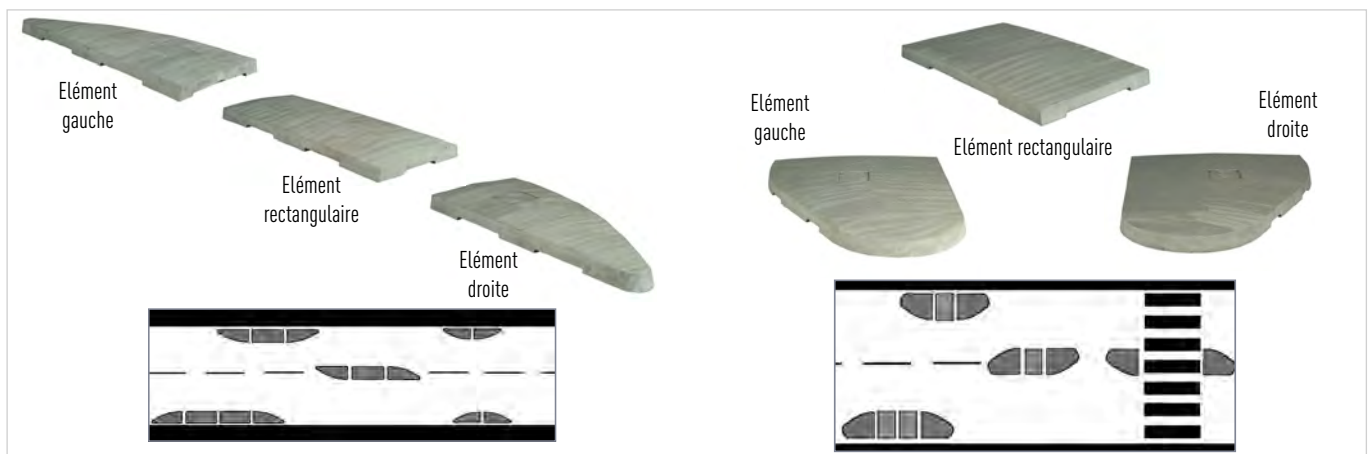 Elément
gauche
Elément
rectangulaire
Elément
droite
Elément
gauche
Elément rectangulaire
Elément
droite